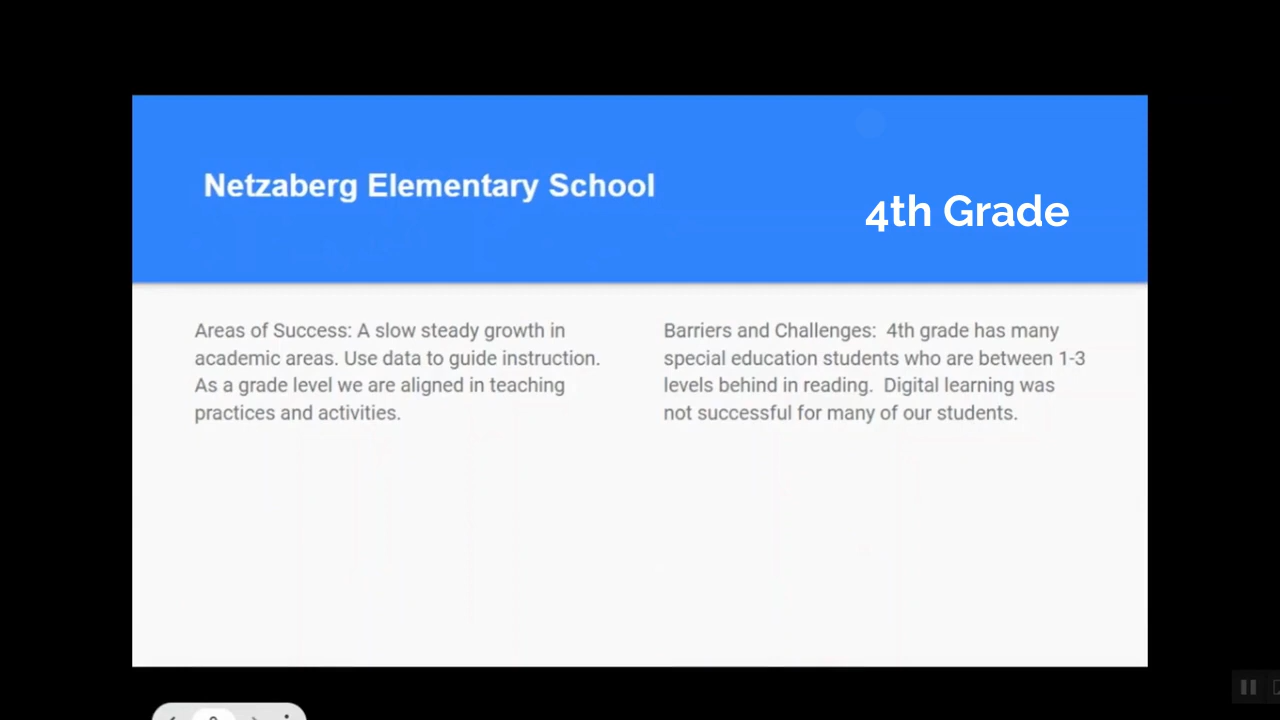 Netzaberg Elementary School
4th Grade
Areas of Success: A slow steady growth in
academic areas. Use data to guide instruction.
As a grade level we are aligned in teaching
practices and activities.
Barriers and Challenges:  4th grade has many
special education students who are between 1-3
levels behind in reading.  Digital learning was
not successful for many of our students.